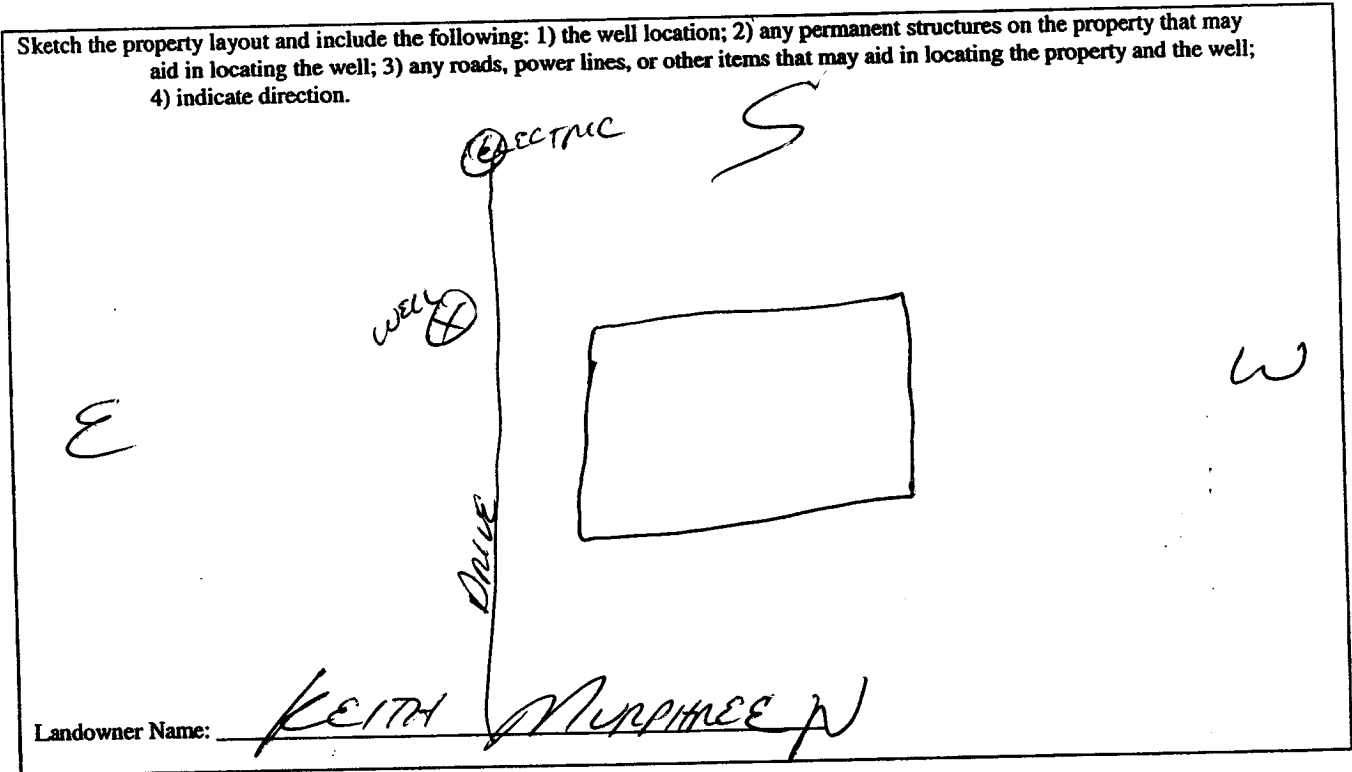 Sketch the property layout and include the following: 1) the well location; 2) any permanent structures on the property that may
aid in locating the well; 3) any roads, power lines, or other items that may aid in locating the property and the well;
4) indicate direction.
ELECTRIC
S
WELL
W
E
DRIVE
Landowner Name: KEITH MURPHREE
N